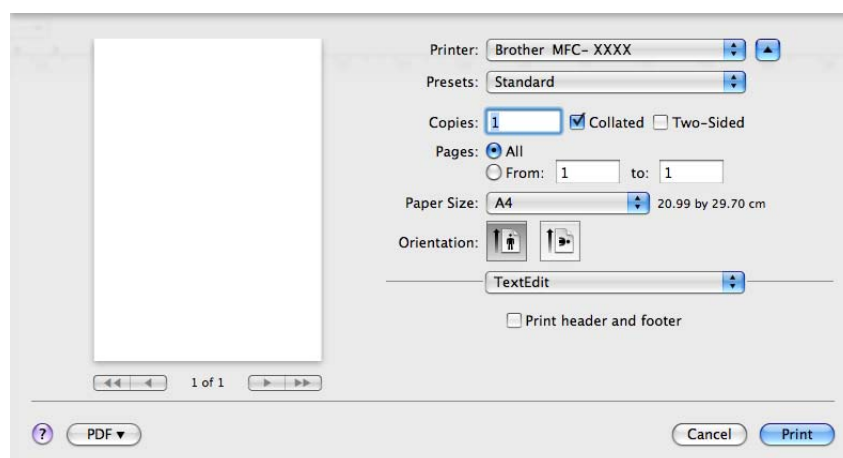 Printer: Brother MFC- XXXX
Presets: Standard
Copies: 1 Collated Two-Sided
Pages: All
From: 1 to: 1
Paper Size: A4 20.99 by 29.70 cm
Orientation:
TextEdit
Print header and footer
1 of 1
? PDF▼ Cancel Print